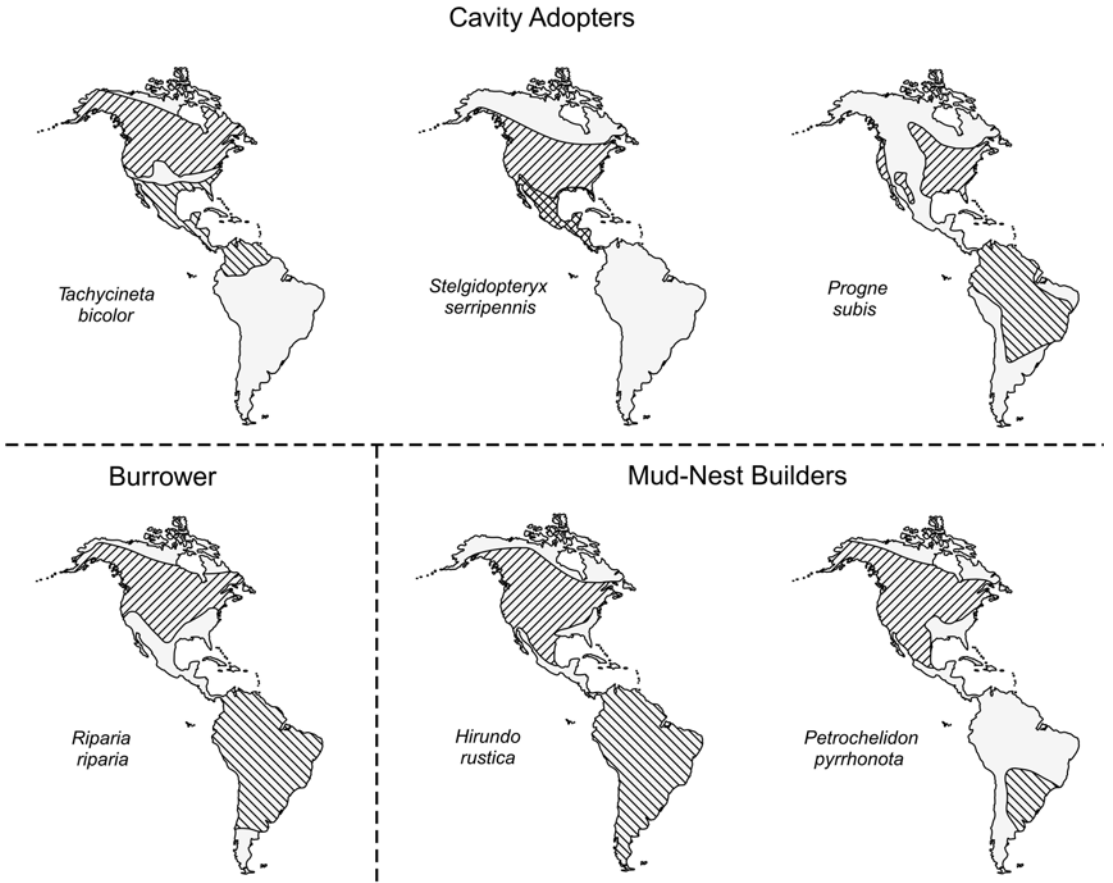 Cavity Adopters
Tachycineta
bicolor
Stelgidopteryx
serripennis
Progne
subis
Burrower
Mud-Nest Builders
Riparia
riparia
Hirundo
rustica
Petrochelidon
pyrrhonota